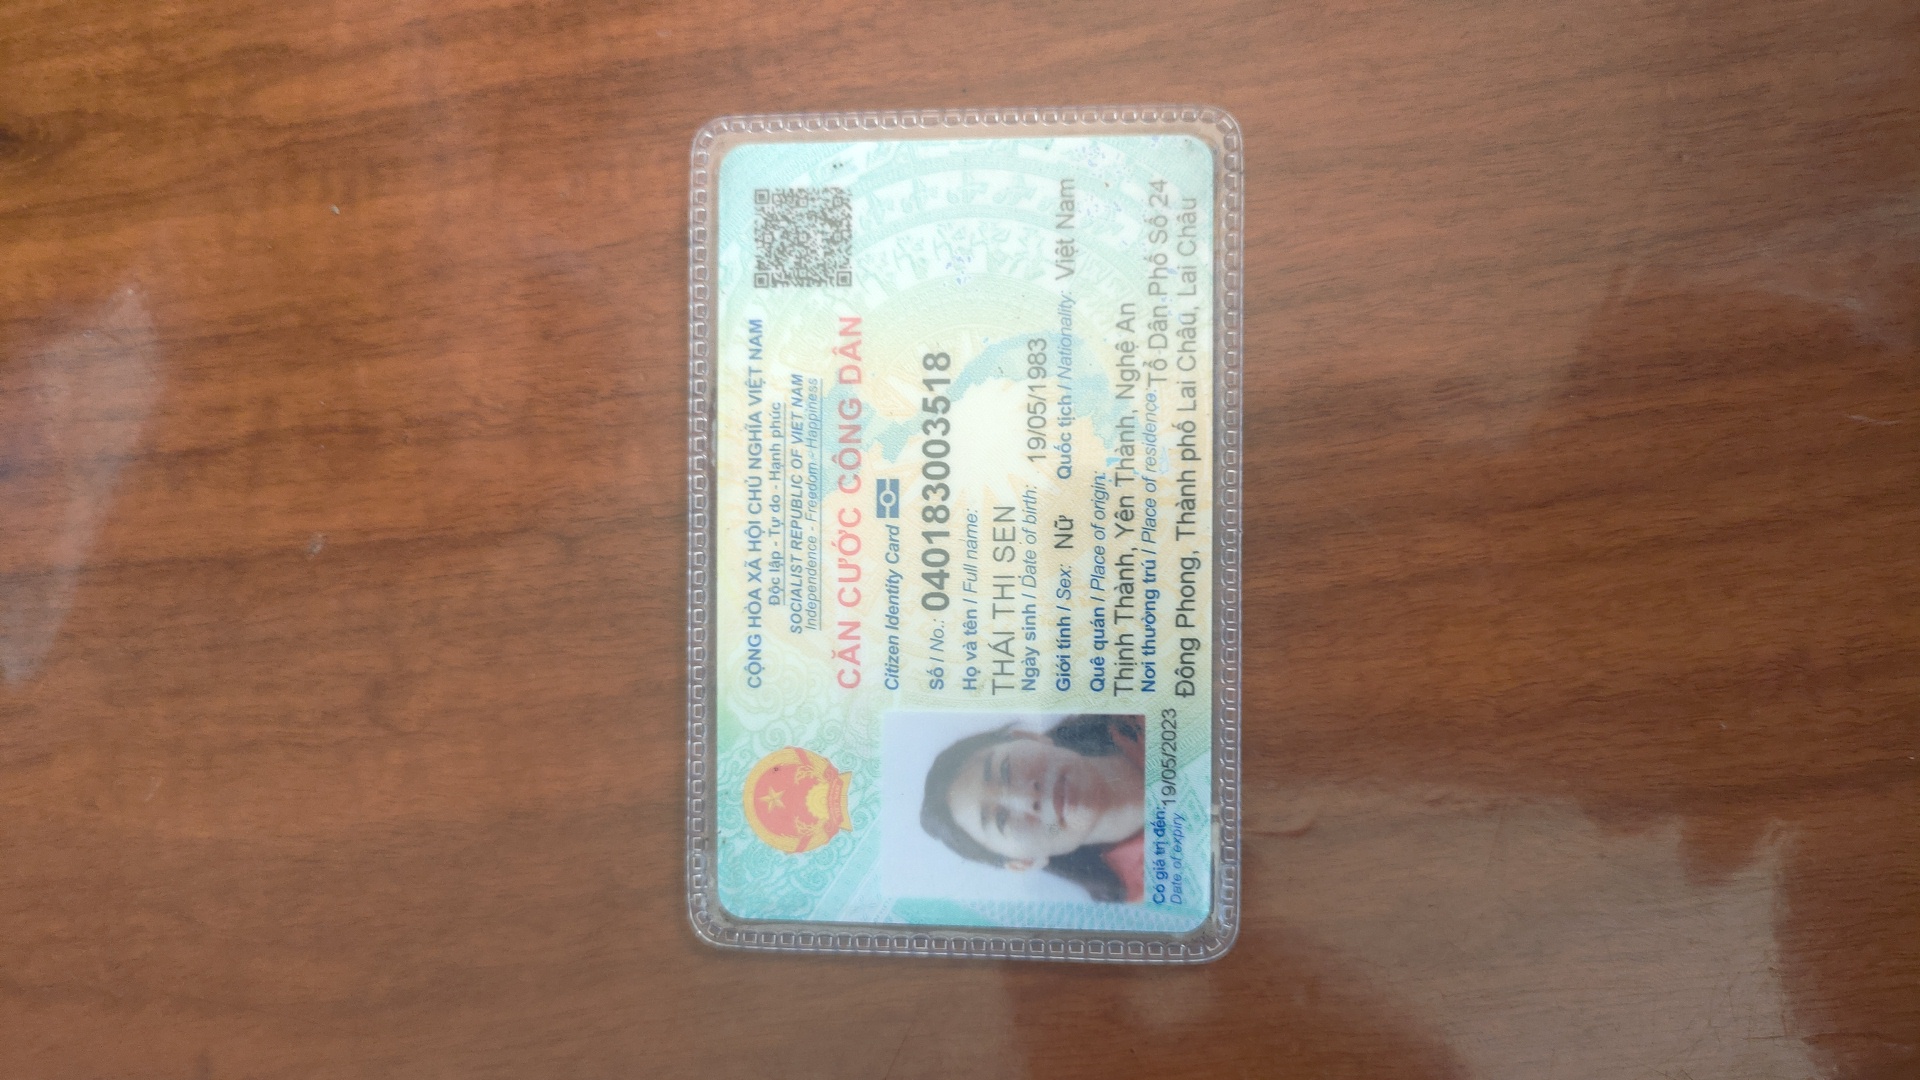 CỘNG HÒA XÃ HỘI CHỦ NGHĨA VIỆT NAM
Độc lập - Tự do - Hạnh phúc
SOCIALIST REPUBLIC OF VIET NAM
Independence - Freedom - Happiness
CĂN CƯỚC CÔNG DÂN
Citizen Identity Card
Số / No.: 040183003518
Họ và tên / Full name:
THÁI THỊ SEN
Ngày sinh / Date of birth: 19/05/1983
Giới tính / Sex: Nữ Quốc tịch / Nationality: Việt Nam
Quê quán / Place of origin:
Thịnh Thành, Yên Thành, Nghệ An
Nơi thường trú / Place of residence: Tổ Dân Phố Số 24
Đông Phong, Thành phố Lai Châu, Lai Châu
Có giá trị đến: 19/05/2023
Date of expiry